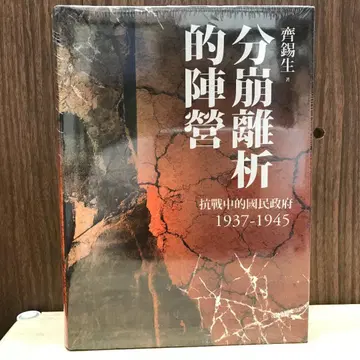 分崩離析
的陣營
齊錫生 著
抗戰中的國民政府
1937-1945